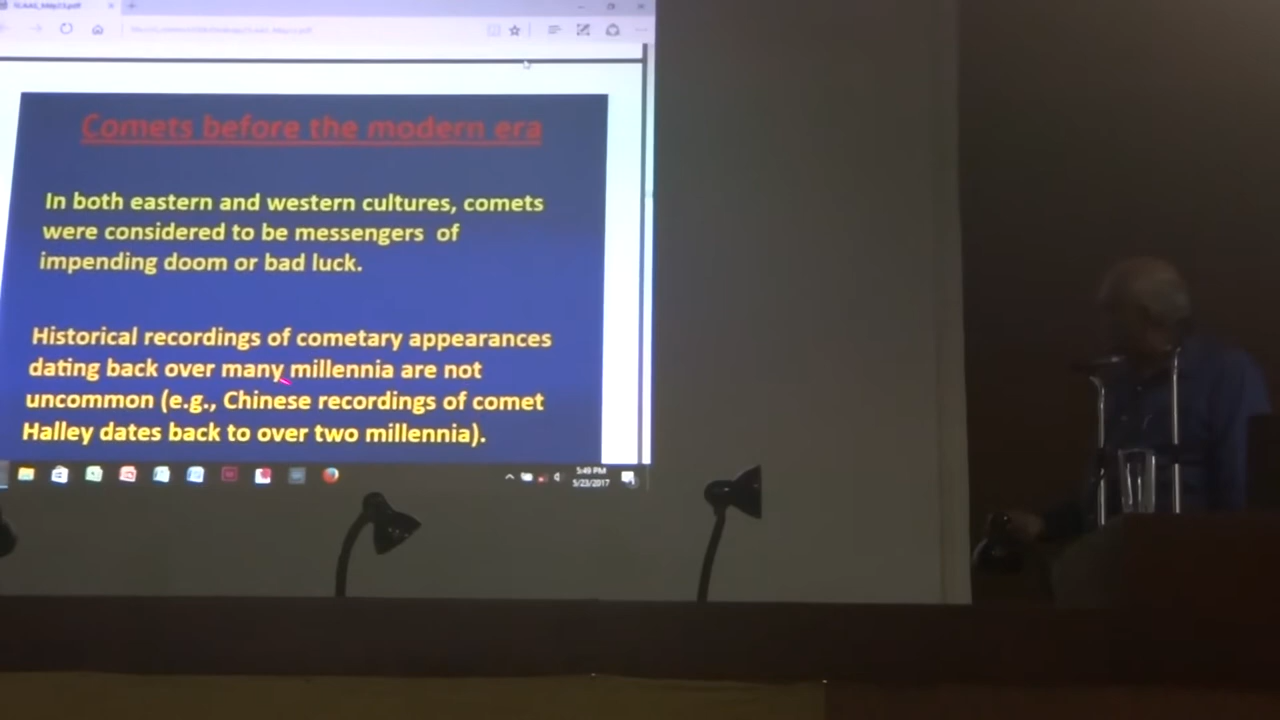 Comets before the modern era
In both eastern and western cultures, comets
were considered to be messengers of
impending doom or bad luck.
Historical recordings of cometary appearances
dating back over many millennia are not
uncommon (e.g., Chinese recordings of comet
Halley dates back to over two millennia).
5:49 PM
5/23/2017